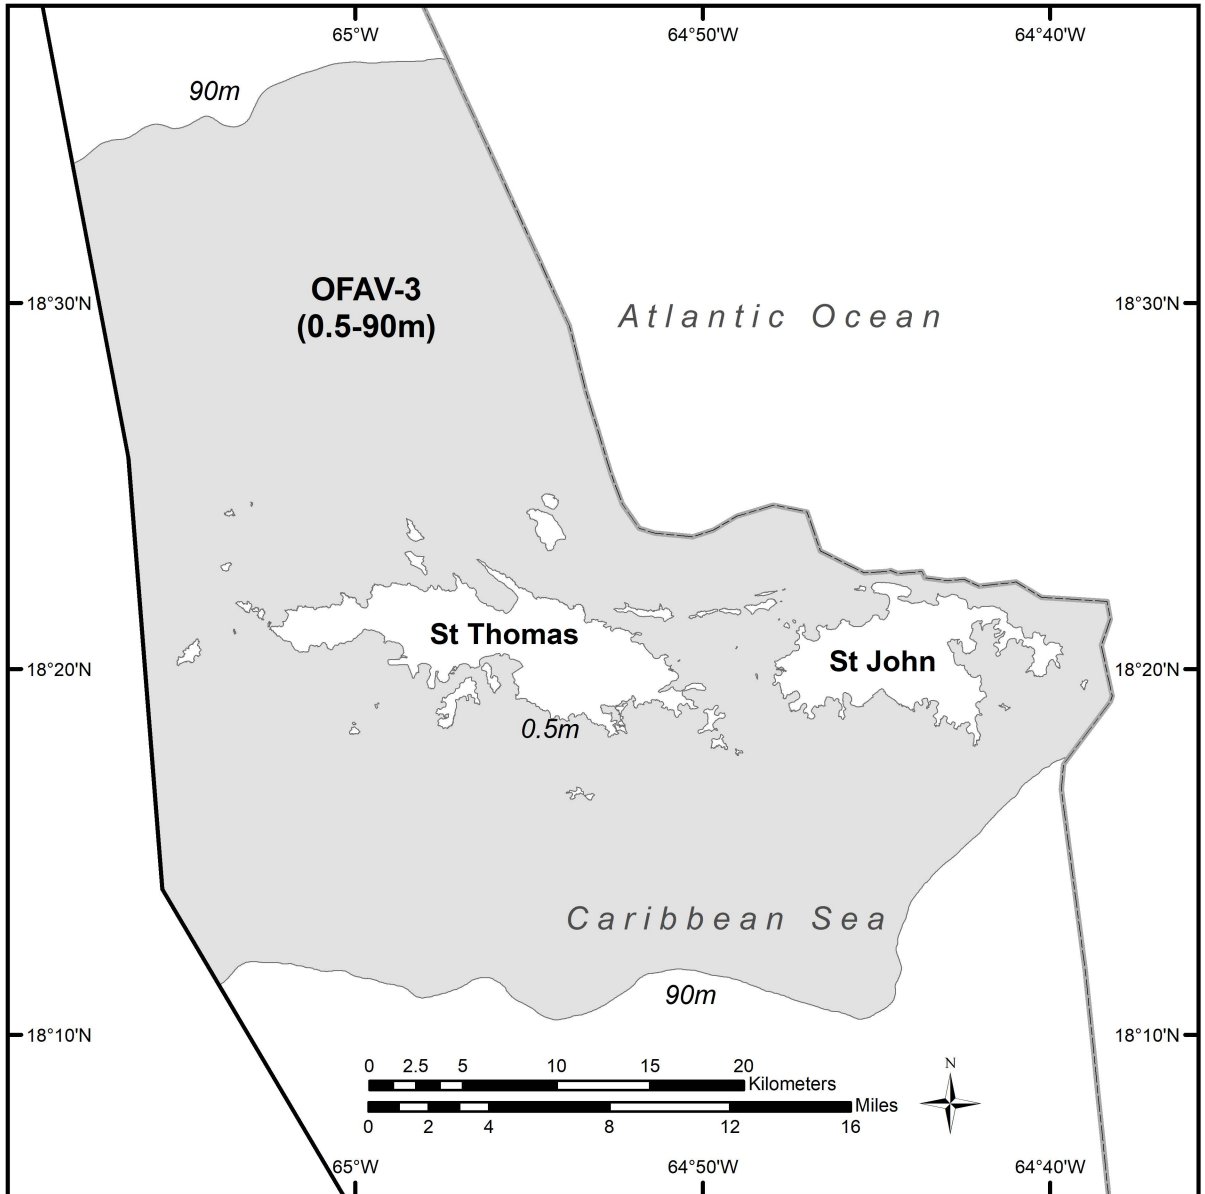 65°W 64°50'W 64°40'W
90m
OFAV-3
(0.5-90m)
18°30'N 18°30'N
Atlantic Ocean
St Thomas
St John
18°20'N 18°20'N
0.5m
Caribbean Sea
90m
18°10'N 18°10'N
0 2.5 5 10 15 20
Kilometers
Miles
0 2 4 8 12 16
N
65°W 64°50'W 64°40'W